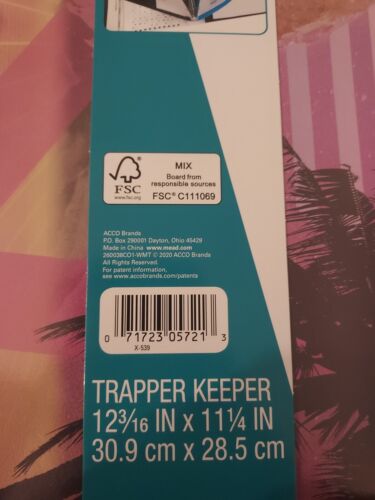 FSC
www.fsc.org
MIX
Board from
responsible sources
FSC® C111069
ACCO Brands
P.O. Box 290001 Dayton, Ohio 45429
Made in China www.mead.com
260038CO1-WMT © 2020 ACCO Brands
All Rights Reserved.
For patent information,
see www.accobrands.com/patents
0 71723 05721 3
X-539
TRAPPER KEEPER
12 3/16 IN x 11 1/4 IN
30.9 cm x 28.5 cm